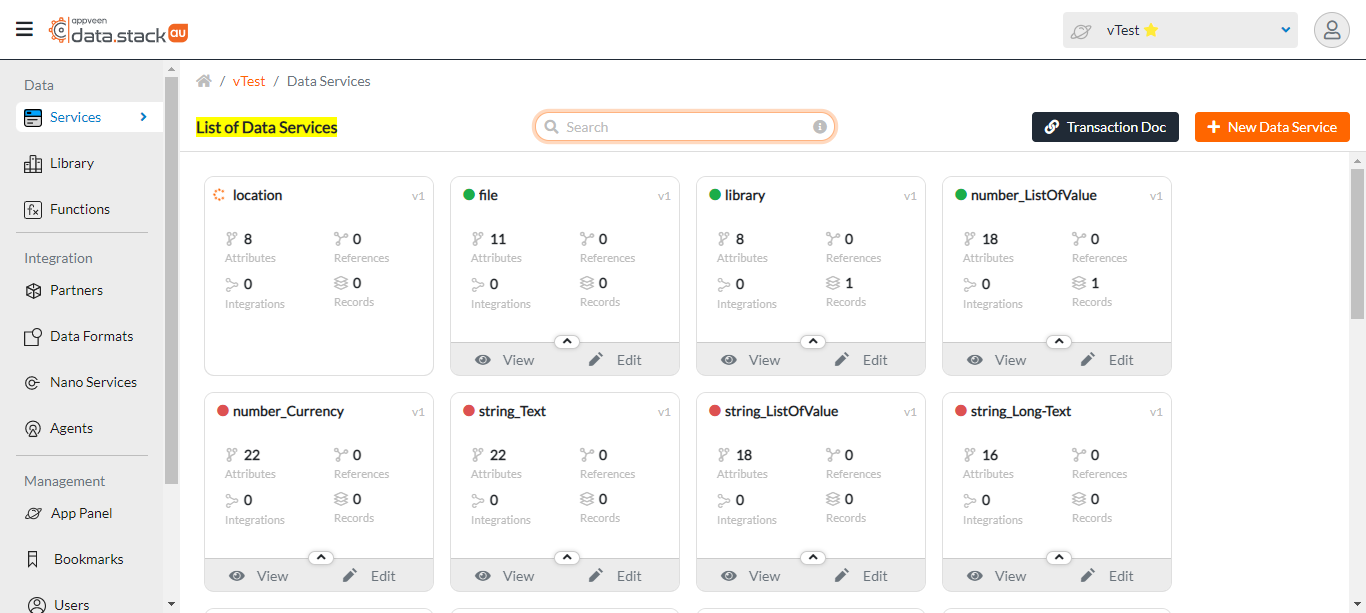 appveen
data.stack au
vTest
Data
Services
Library
Functions
Integration
Partners
Data Formats
Nano Services
Agents
Management
App Panel
Bookmarks
Users
/ vTest / Data Services
List of Data Services
Search
Transaction Doc
New Data Service
location v1
8 0
Attributes References
0 0
Integrations Records
file v1
11 0
Attributes References
0 0
Integrations Records
View Edit
library v1
8 0
Attributes References
0 1
Integrations Records
View Edit
number_ListOfValue v1
18 0
Attributes References
0 1
Integrations Records
View Edit
number_Currency v1
22 0
Attributes References
0 0
Integrations Records
View Edit
string_Text v1
22 0
Attributes References
0 0
Integrations Records
View Edit
string_ListOfValue v1
18 0
Attributes References
0 0
Integrations Records
View Edit
string_Long-Text v1
16 0
Attributes References
0 0
Integrations Records
View Edit